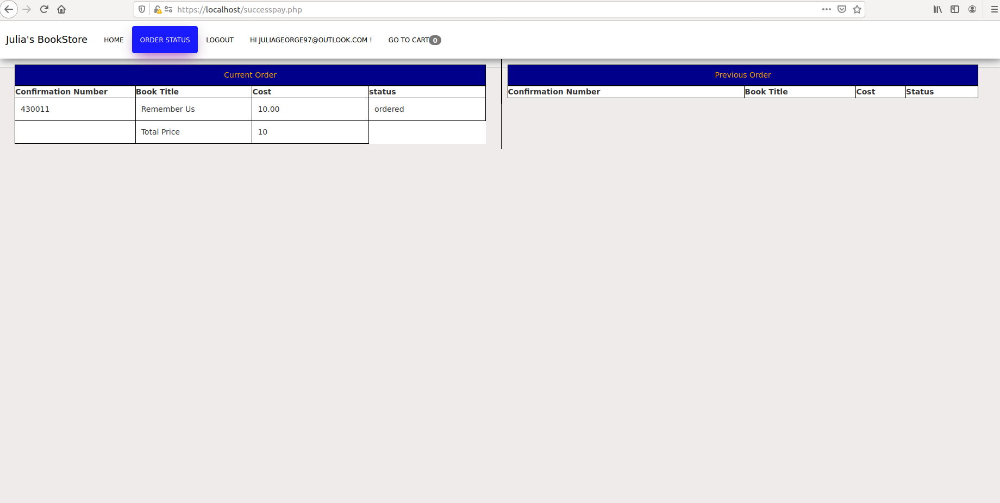 https://localhost/successpay.php
Julia's BookStore HOME ORDER STATUS LOGOUT HI JULIAGEORGE97@OUTLOOK.COM ! GO TO CART 0
Current Order
Confirmation Number Book Title Cost status
430011 Remember Us 10.00 ordered
Total Price 10
Previous Order
Confirmation Number Book Title Cost Status